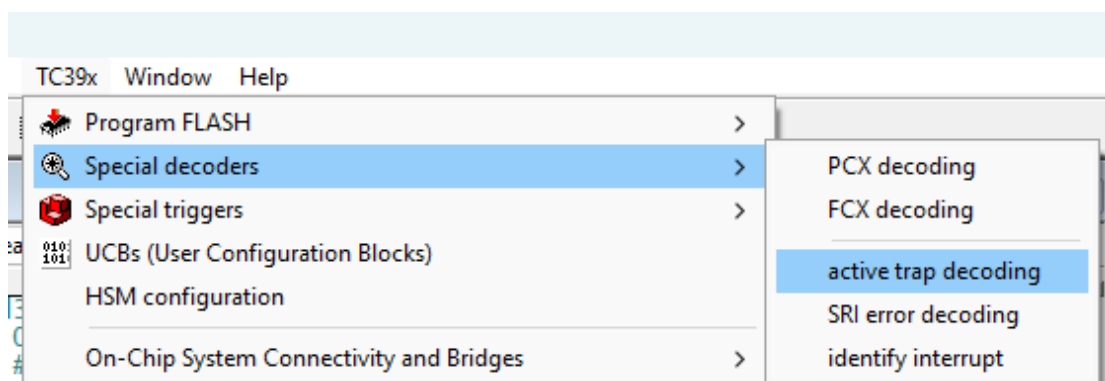 TC39x Window Help
Program FLASH
Special decoders
Special triggers
UCBs (User Configuration Blocks)
HSM configuration
On-Chip System Connectivity and Bridges
PCX decoding
FCX decoding
active trap decoding
SRI error decoding
identify interrupt